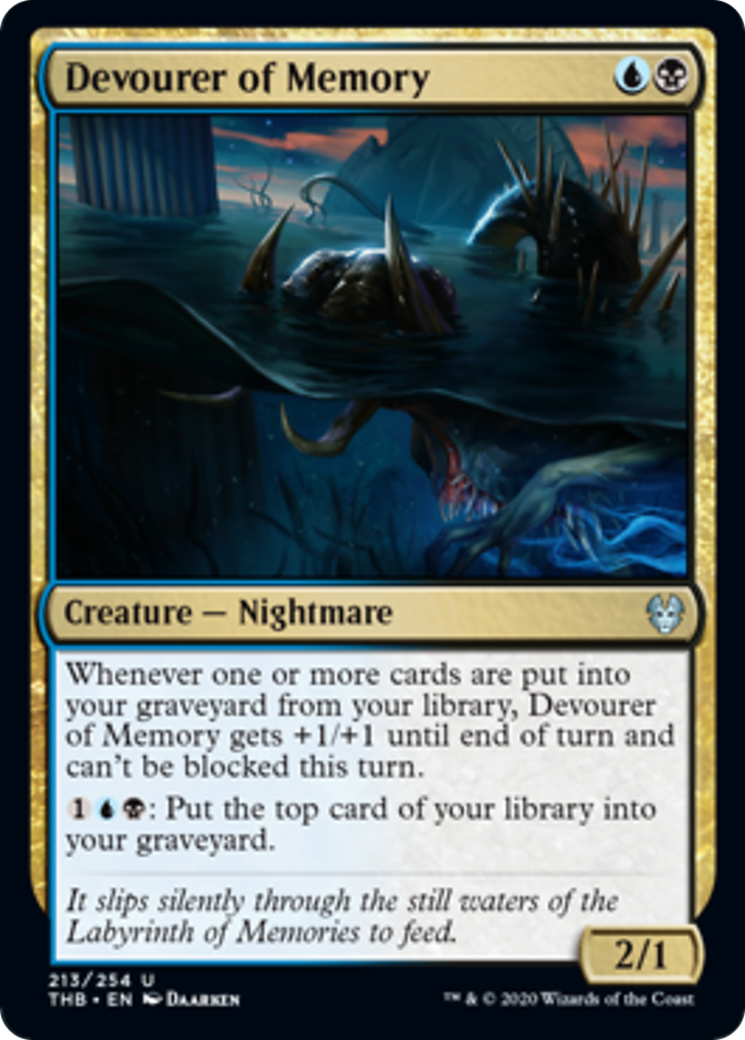 Devourer of Memory
Creature — Nightmare
Whenever one or more cards are put into
your graveyard from your library, Devourer
of Memory gets +1/+1 until end of turn and
can't be blocked this turn.
1 : Put the top card of your library into
your graveyard.
It slips silently through the still waters of the
Labyrinth of Memories to feed.
2/1
213/254 U
THB • EN Daarken
™ & © 2020 Wizards of the Coast